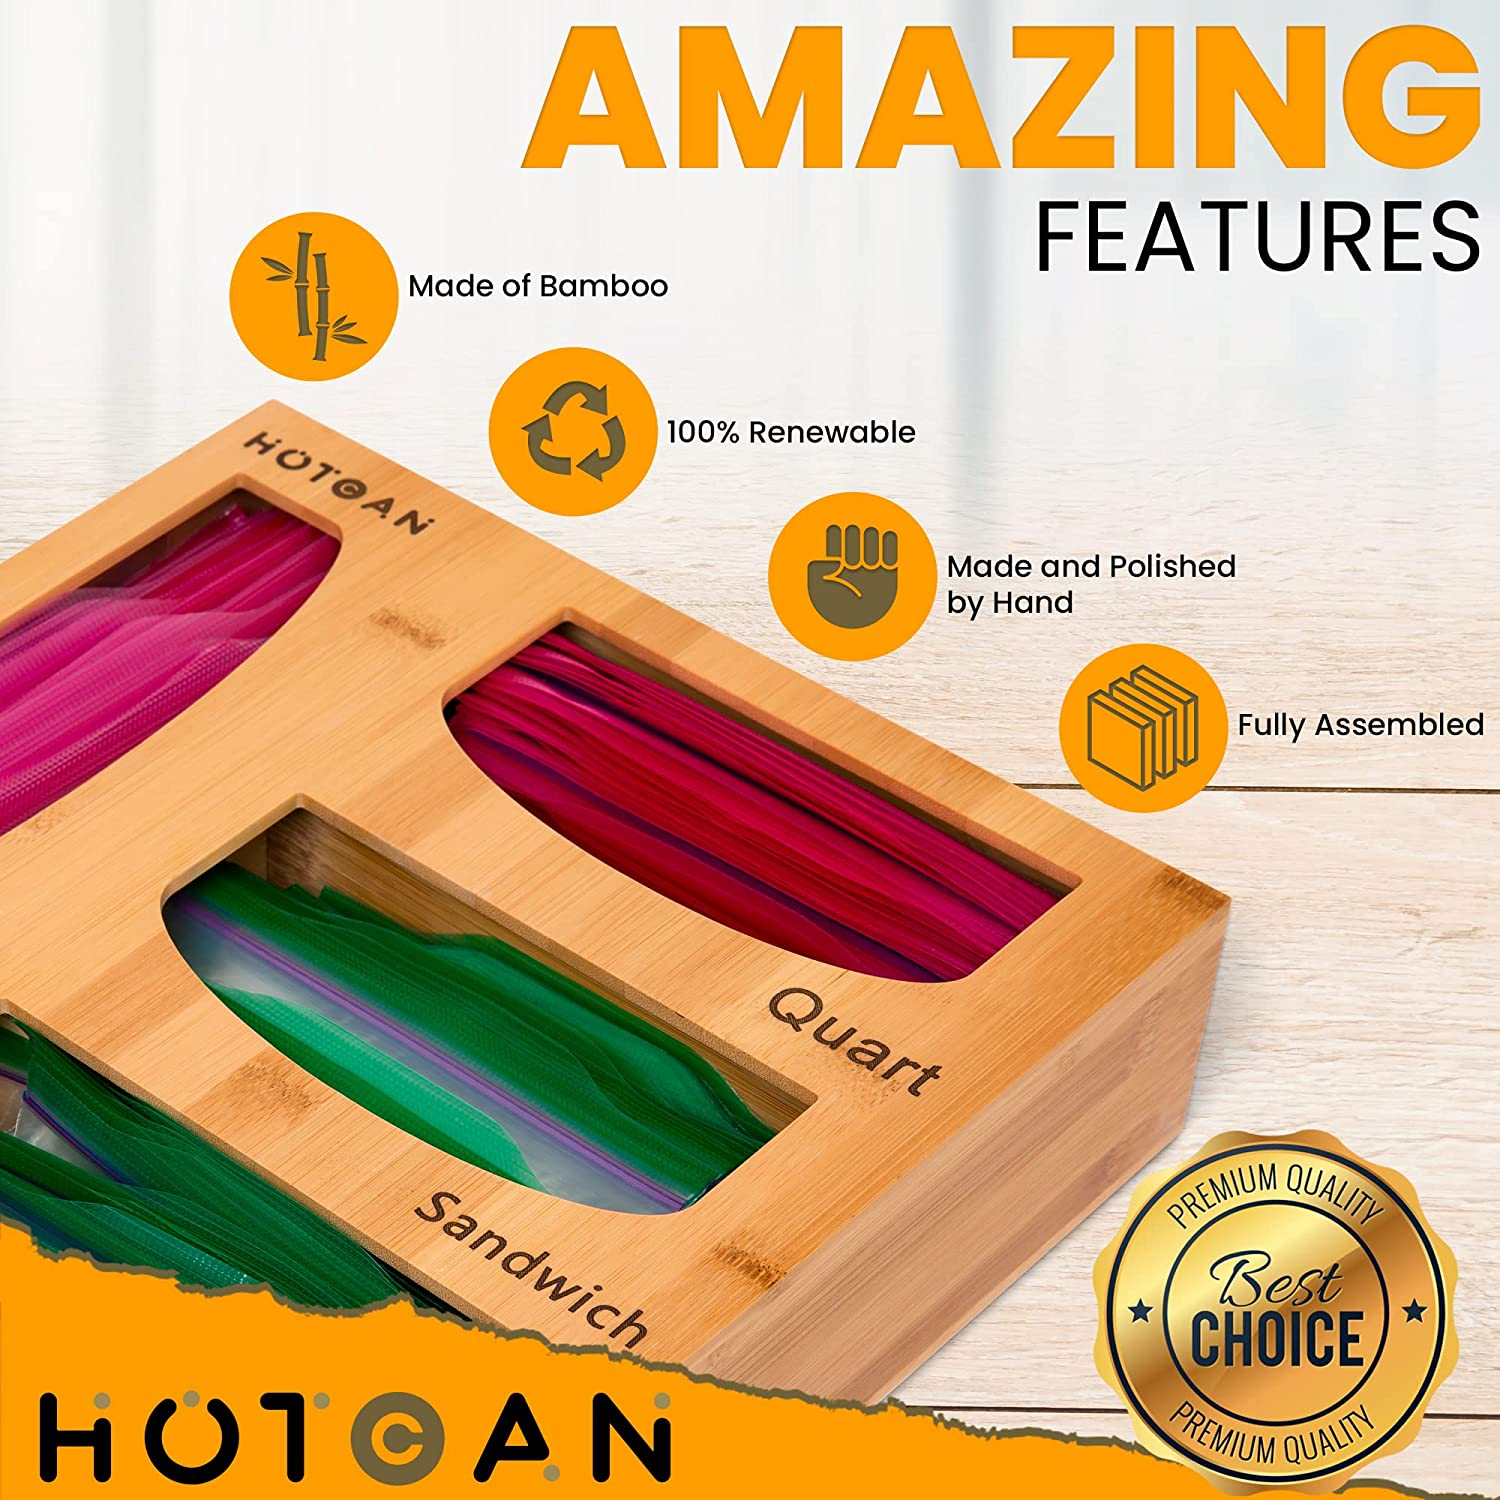 AMAZING
FEATURES
Made of Bamboo
100% Renewable
Made and Polished
by Hand
Fully Assembled
HOTCAN
Quart
Sandwich
PREMIUM QUALITY
Best
CHOICE
PREMIUM QUALITY
HOTCAN